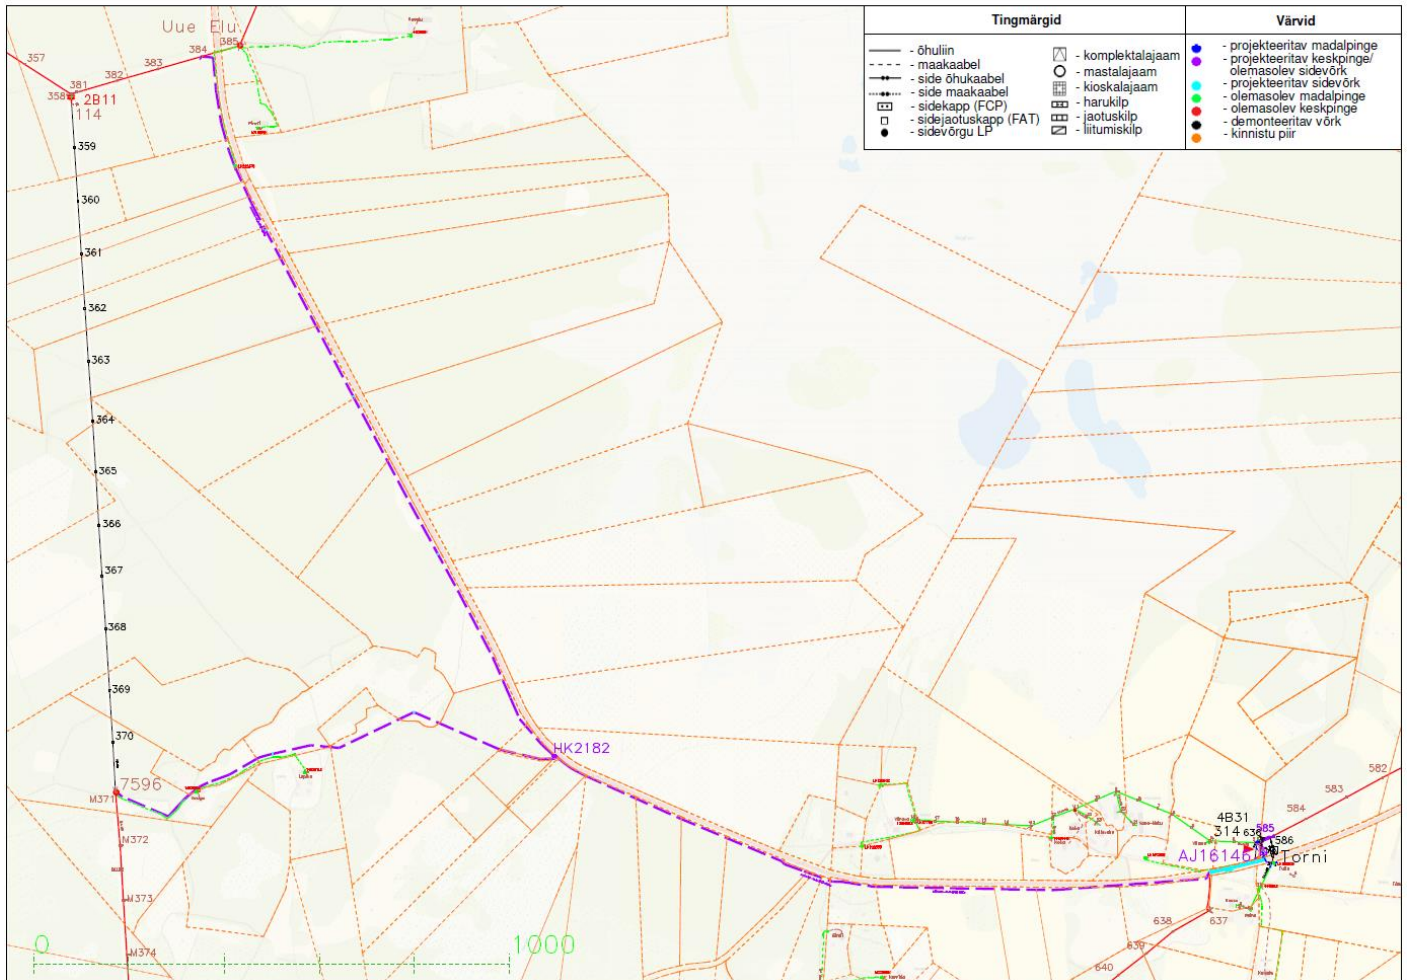 Tingmärgid
- õhuliin
- maakaabel
- side õhukaabel
- side maakaabel
- sidekapp (FCP)
- sidejaotuskapp (FAT)
- sidevõrgu LP
- komplektalajaam
- mastalajaam
- kioskalajaam
- harukilp
- jaotuskilp
- liitumiskilp
Värvid
- projekteeritav madalpinge
- projekteeritav keskpinge/
olemasolev sidevõrk
- projekteeritav sidevõrk
- olemasolev madalpinge
- olemasolev keskpinge
- demonteeritav võrk
- kinnistu piir
Uue Elu
357
384
385
383
382
381
358
2B11
114
359
360
361
362
363
364
365
366
367
368
369
370
7596
M371
M372
M373
M374
HK2182
582
583
584
4B31
314
636
585
586
AJ16146
Torni
638
637
639
640
0
1000